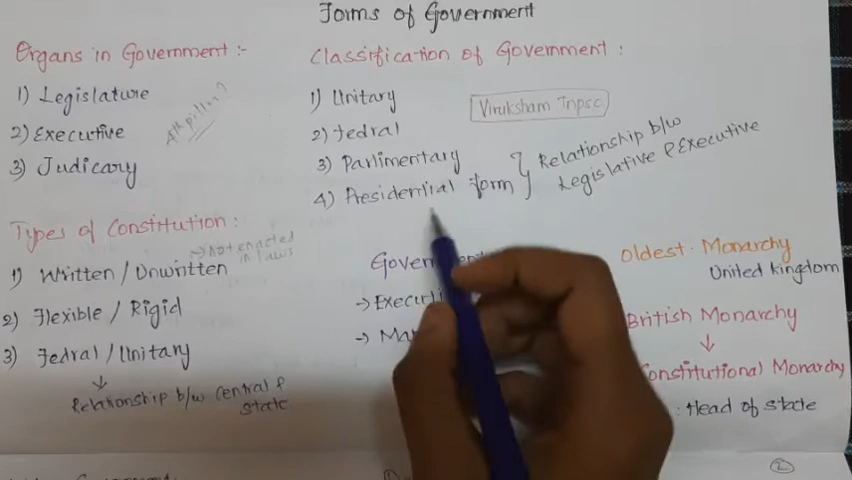 Forms of Government
Organs in Government :-
1) Legislature
2) Executive
3) Judicary
4th pillar?
Classification of Government :
1) Unitary
2) Fedral
3) Parlimentary
4) Presidential form
Relationship b/w
Legislative & Executive
Viruksham Tnpsc
Types of Constitution :
→ not enacted
in laws
1) Written / Unwritten
2) Flexible / Rigid
3) Fedral / Unitary
Relationship b/w Central &
State
→
→
Oldest - Monarchy
United kingdom
British Monarchy
Constitutional Monarchy
: Head of state
2